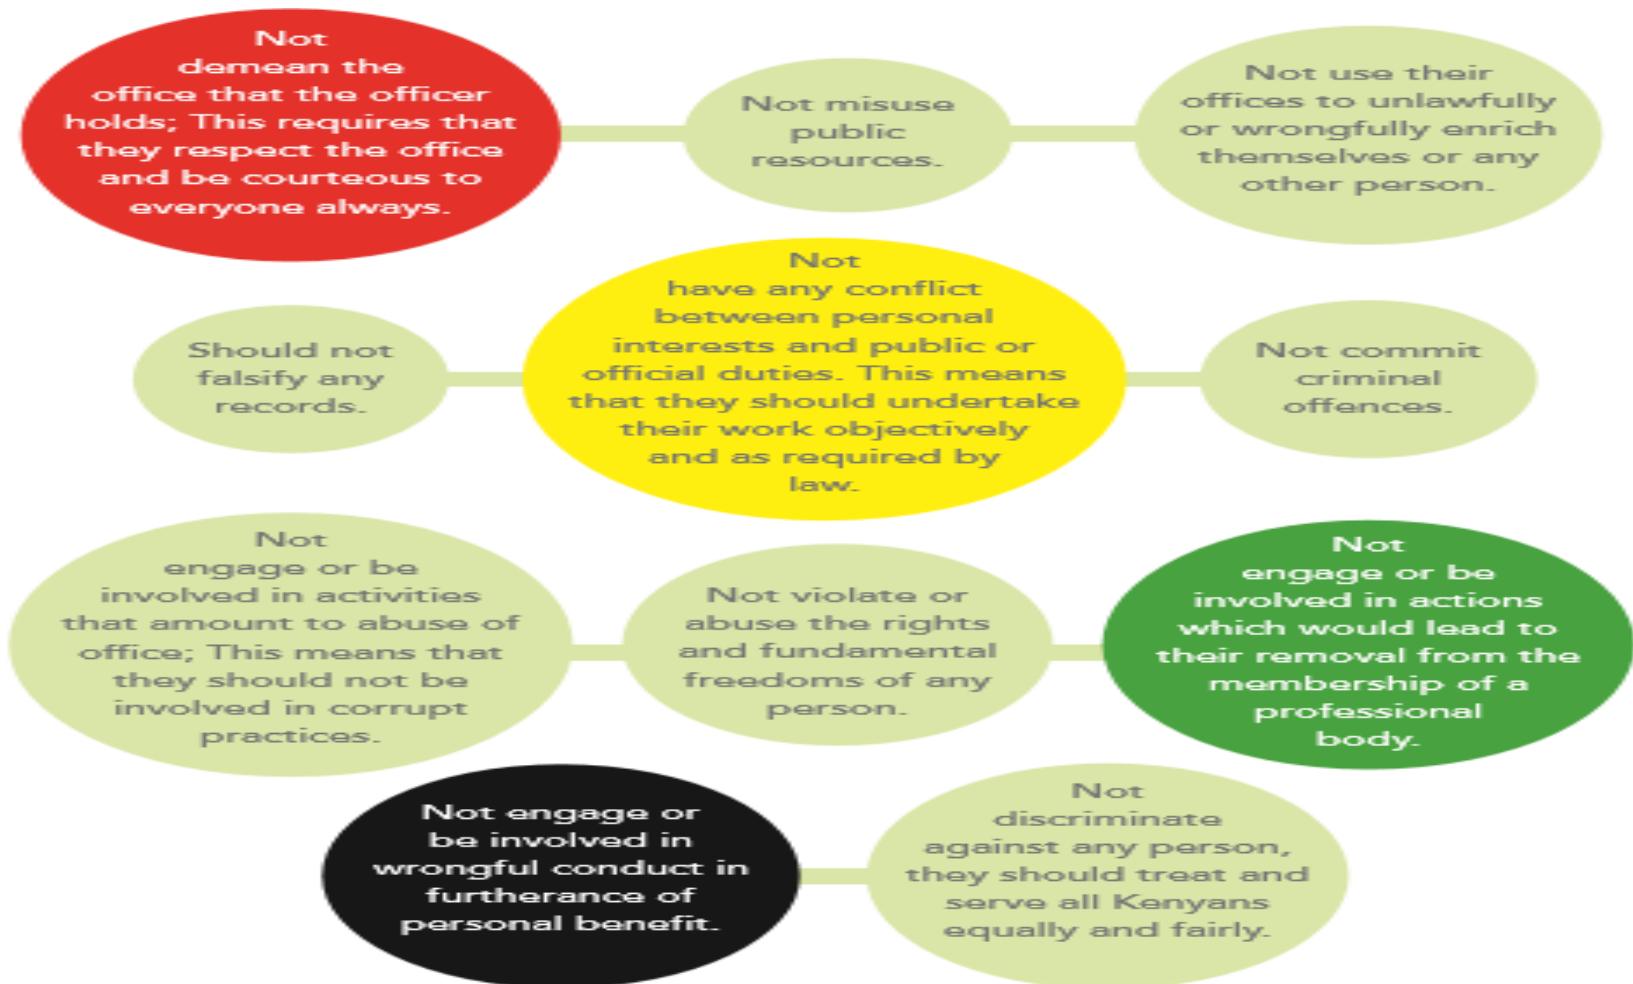 Not
demean the
office that the officer
holds; This requires that
they respect the office
and be courteous to
everyone always.
Not misuse
public
resources.
Not use their
offices to unlawfully
or wrongfully enrich
themselves or any
other person.
Should not
falsify any
records.
Not
have any conflict
between personal
interests and public or
official duties. This means
that they should undertake
their work objectively
and as required by
law.
Not commit
criminal
offences.
Not
engage or be
involved in activities
that amount to abuse of
office; This means that
they should not be
involved in corrupt
practices.
Not violate or
abuse the rights
and fundamental
freedoms of any
person.
Not
engage or be
involved in actions
which would lead to
their removal from the
membership of a
professional
body.
Not engage or
be involved in
wrongful conduct in
furtherance of
personal benefit.
Not
discriminate
against any person,
they should treat and
serve all Kenyans
equally and fairly.